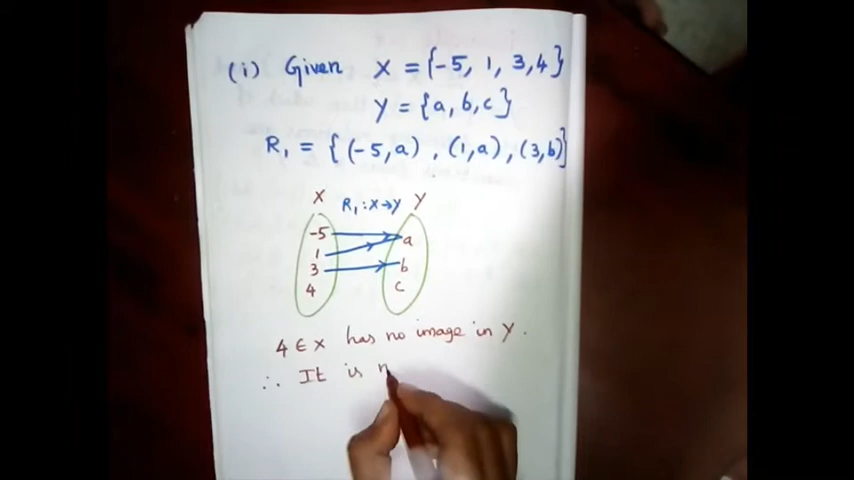 (i) Given X = {-5, 1, 3, 4}
Y = {a, b, c}
R₁ = {(-5, a), (1, a), (3, b)}
X R₁ : X → Y Y
-5 a
1
3 b
4 c
4 ∈ X has no image in Y.
∴ It is n